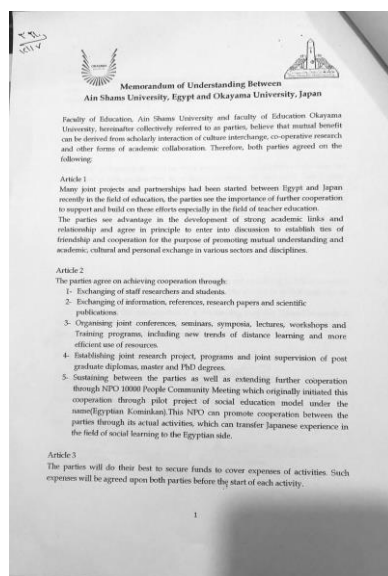 Memorandum of Understanding Between
Ain Shams University, Egypt and Okayama University, Japan
Faculty of Education, Ain Shams University and faculty of Education Okayama
University, hereinafter collectively referred to as parties, believe that mutual benefit
can be derived from scholarly interaction of culture interchange, co-operative research
and other forms of academic collaboration. Therefore, both parties agreed on the
following:
Article 1
Many joint projects and partnerships had been started between Egypt and Japan
recently in the field of education, the parties see the importance of further cooperation
to support and build on these efforts especially in the field of teacher education.
The parties see advantage in the development of strong academic links and
relationship and agree in principle to enter into discussion to establish ties of
friendship and cooperation for the purpose of promoting mutual understanding and
academic, cultural and personal exchange in various sectors and disciplines.
Article 2
The parties agree on achieving cooperation through:
1- Exchanging of staff researchers and students.
2- Exchanging of information, references, research papers and scientific
publications.
3- Organising joint conferences, seminars, symposia, lectures, workshops and
Training programs, including new trends of distance learning and more
efficient use of resources.
4- Establishing joint research project, programs and joint supervision of post
graduate diplomas, master and PhD degrees.
5- Sustaining between the parties as well as extending further cooperation
through NPO 10000 People Community Meeting which originally initiated this
cooperation through pilot project of social education model under the
name(Egyptian Kominkan).This NPO can promote cooperation between the
parties through its actual activities, which can transfer Japanese experience in
the field of social learning to the Egyptian side.
Article 3
The parties will do their best to secure funds to cover expenses of activities. Such
expenses will be agreed upon both parties before the start of each activity.
1